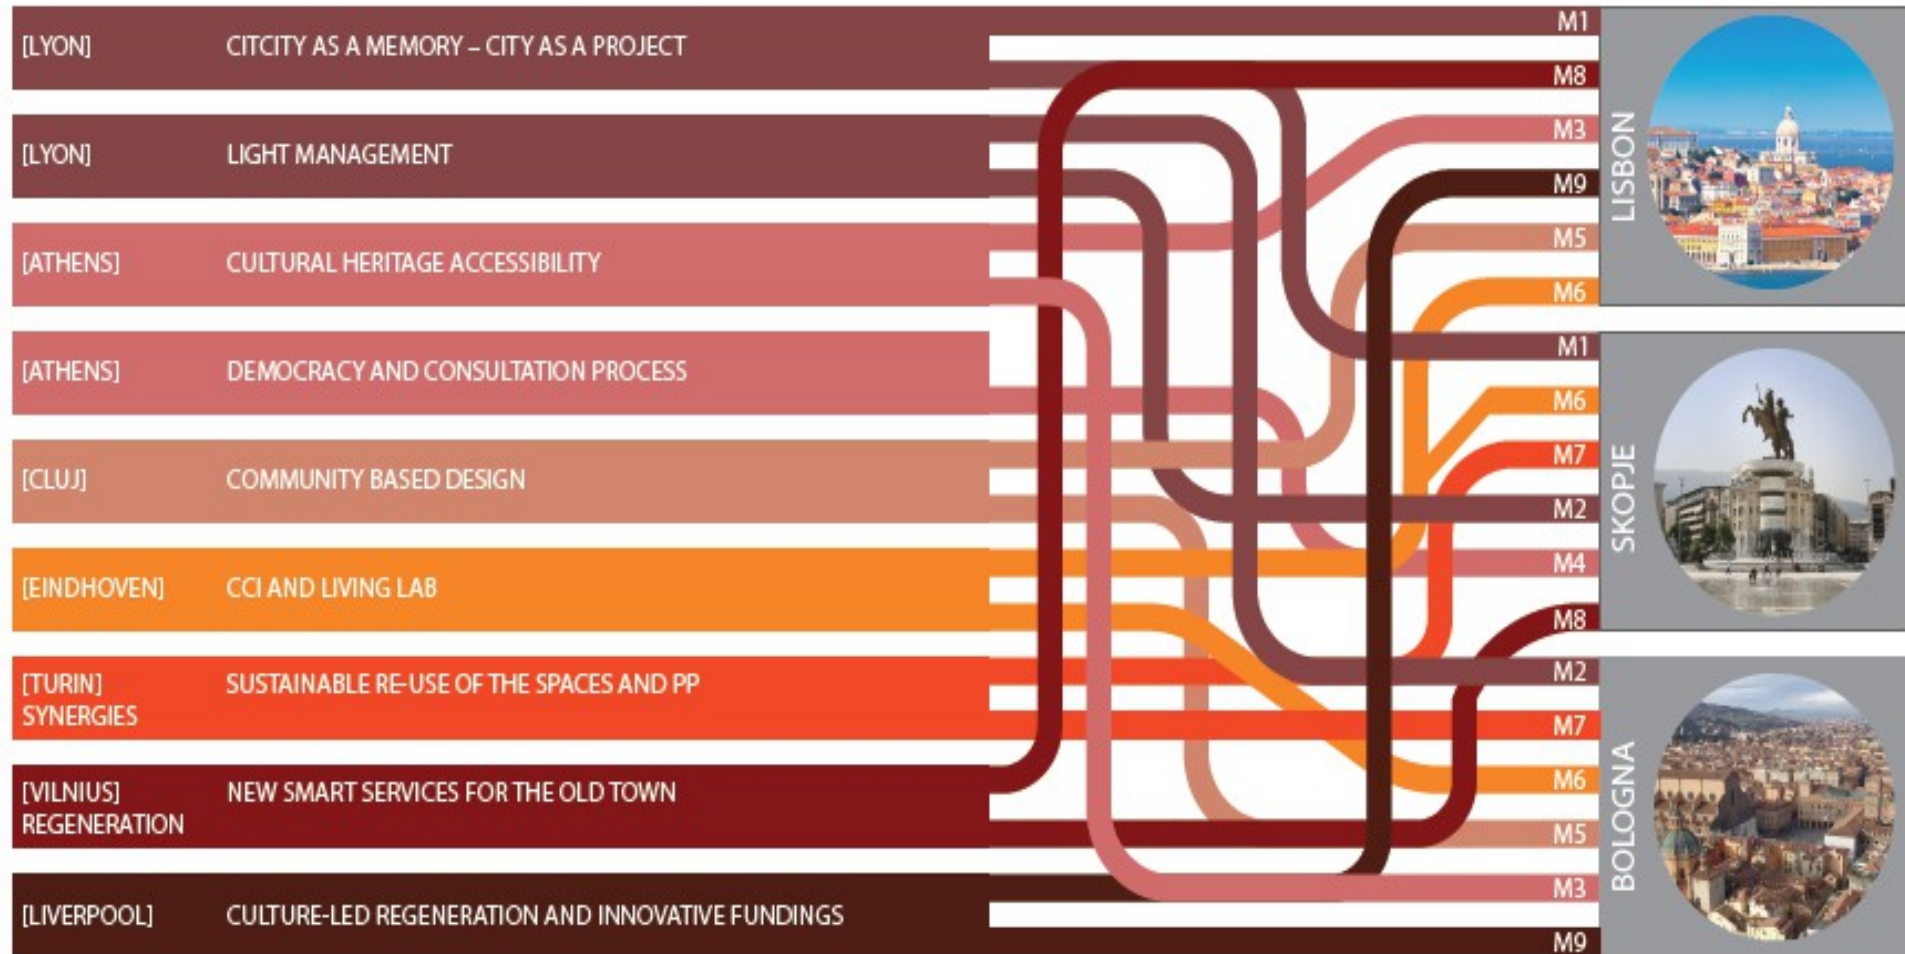 [LYON] CITCITY AS A MEMORY – CITY AS A PROJECT
[LYON] LIGHT MANAGEMENT
[ATHENS] CULTURAL HERITAGE ACCESSIBILITY
[ATHENS] DEMOCRACY AND CONSULTATION PROCESS
[CLUJ] COMMUNITY BASED DESIGN
[EINDHOVEN] CCI AND LIVING LAB
[TURIN] SUSTAINABLE RE-USE OF THE SPACES AND PP
SYNERGIES
[VILNIUS] NEW SMART SERVICES FOR THE OLD TOWN
REGENERATION
[LIVERPOOL] CULTURE-LED REGENERATION AND INNOVATIVE FUNDINGS
M1
M8
M3
M9
M5
M6
LISBON
M1
M6
M7
M2
M4
M8
SKOPJE
M2
M7
M6
M5
M3
M9
BOLOGNA